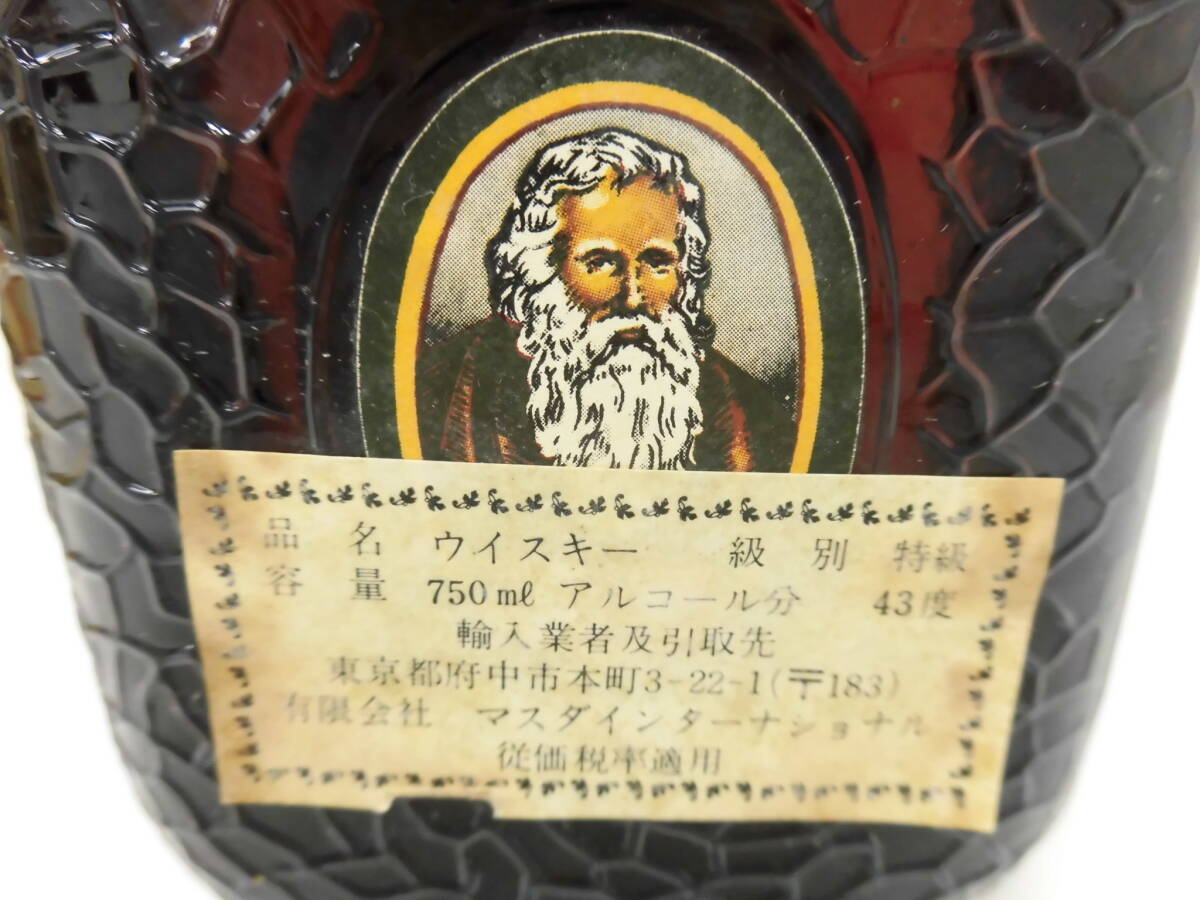 品名 ウイスキー 級別 特級
容量 750㎖ アルコール分 43度
輸入業者及引取先
東京都府中市本町3-22-1(〒183)
有限会社 マスダインターナショナル
従価税率適用